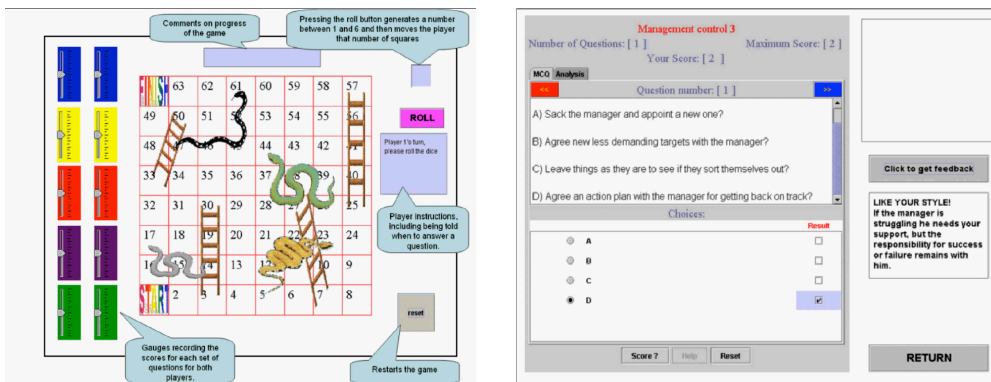 Comments on progress
of the game
Pressing the roll button generates a number
between 1 and 6 and then moves the player
that number of squares
FINISH 63 62 61 60 59 58 57
49 50 51 53 54 55 56
48 47 46 44 43 42 41
33 34 35 36 37 38 39 40
32 31 30 29 28 27 25
17 18 19 20 21 22 23 24
16 15 14 13 12 10 9
START 2 3 4 5 6 7 8
ROLL
Player 1's turn,
please roll the dice
Player instructions,
including being told
when to answer a
question.
reset
Gauges recording the
scores for each set of
questions for both
players.
Restarts the game
Management control 3
Number of Questions: [ 1 ] Maximum Score: [ 2 ]
Your Score: [ 2 ]
MCQ Analysis
<< Question number: [ 1 ] >>
A) Sack the manager and appoint a new one?
B) Agree new less demanding targets with the manager?
C) Leave things as they are to see if they sort themselves out?
D) Agree an action plan with the manager for getting back on track?
Choices:
Result
A
B
C
D
Score ? Help Reset
Click to get feedback
LIKE YOUR STYLE!
If the manager is
struggling he needs your
support, but the
responsibility for success
or failure remains with
him.
RETURN